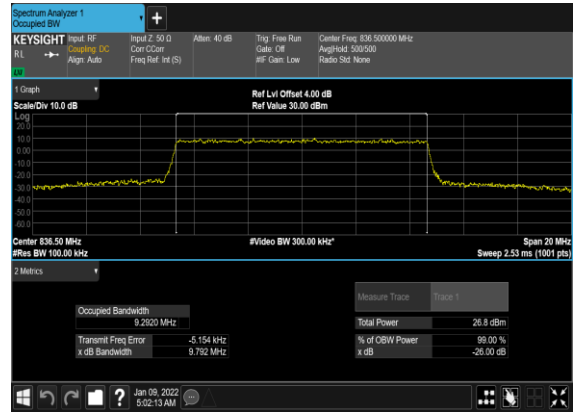 Spectrum Analyzer 1
Occupied BW
+
KEYSIGHT Input: RF Input Z: 50 Ω Atten: 40 dB Trig: Free Run Center Freq: 836.500000 MHz
RL Coupling: DC Corr CCorr Gate: Off Avg|Hold: 500/500
Align: Auto Freq Ref: Int (S) #IF Gain: Low Radio Std: None
1 Graph Ref Lvl Offset 4.00 dB
Scale/Div 10.0 dB Ref Value 30.00 dBm
Log
20.0
10.0
0.00
-10.0
-20.0
-30.0
-40.0
-50.0
-60.0
Center 836.50 MHz #Video BW 300.00 kHz* Span 20 MHz
#Res BW 100.00 kHz Sweep 2.53 ms (1001 pts)
2 Metrics
Measure Trace Trace 1
Occupied Bandwidth
9.2920 MHz Total Power 26.8 dBm
Transmit Freq Error -5.154 kHz % of OBW Power 99.00 %
x dB Bandwidth 9.792 MHz x dB -26.00 dB
? Jan 09, 2022
5:02:13 AM